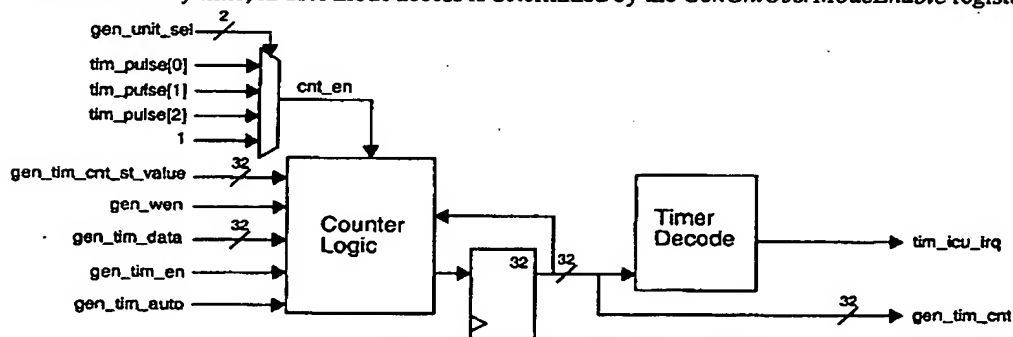 gen_unit_sel
2
tim_pulse[0]
tim_pulse[1]
cnt_en
tim_pulse[2]
1
gen_tim_cnt_st_value
32
gen_wen
gen_tim_data
32
gen_tim_en
gen_tim_auto
Counter
Logic
32
32
Timer
Decode
tim_icu_irq
32
gen_tim_cnt